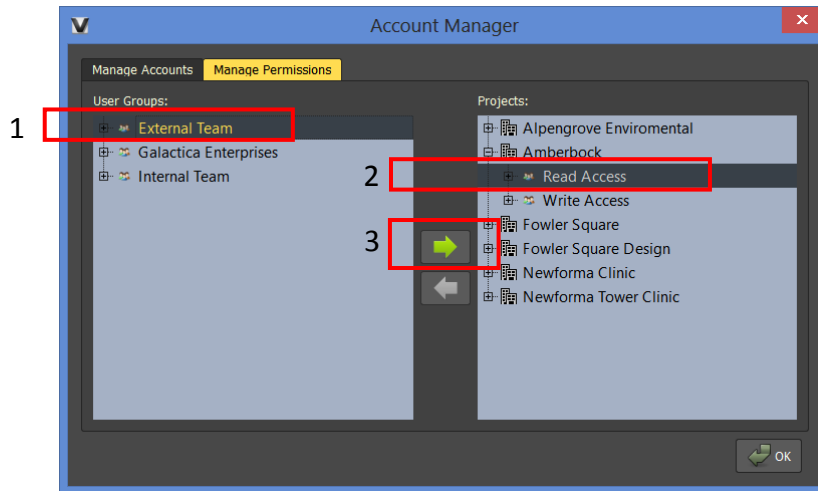 Account Manager
Manage Accounts Manage Permissions
User Groups:
Projects:
1
External Team
Galactica Enterprises
Internal Team
2
3
Alpengrove Enviromental
Amberbock
Read Access
Write Access
Fowler Square
Fowler Square Design
Newforma Clinic
Newforma Tower Clinic
OK